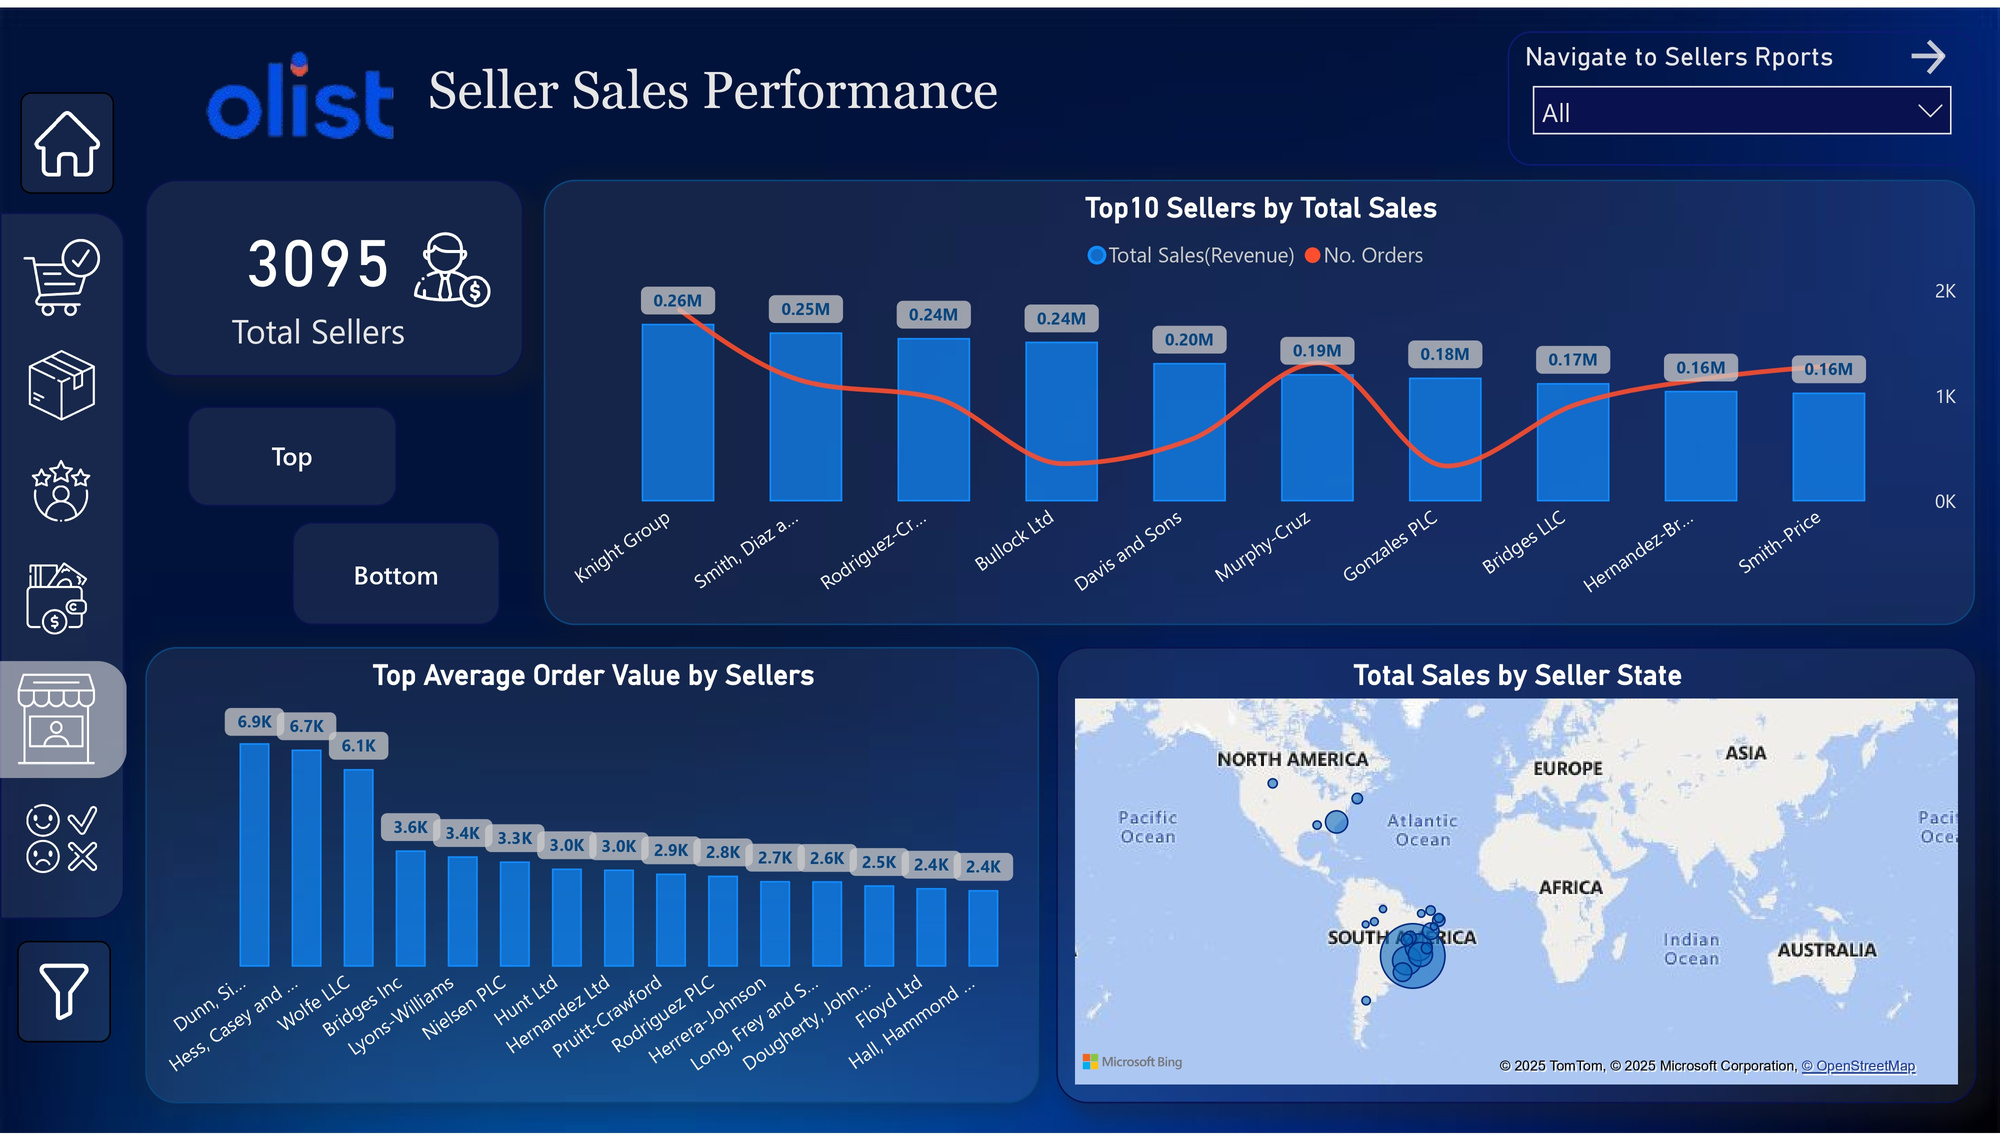 olist
Seller Sales Performance
Navigate to Sellers Rports
All
3095
Total Sellers
Top
Bottom
Top10 Sellers by Total Sales
Total Sales(Revenue) No. Orders
0.26M 0.25M 0.24M 0.24M 0.20M 0.19M 0.18M 0.17M 0.16M 0.16M
2K
1K
0K
Knight Group
Smith, Diaz a...
Rodriguez-Cr...
Bullock Ltd
Davis and Sons
Murphy-Cruz
Gonzales PLC
Bridges LLC
Hernandez-Br...
Smith-Price
Top Average Order Value by Sellers
6.9K 6.7K 6.1K 3.6K 3.4K 3.3K 3.0K 3.0K 2.9K 2.8K 2.7K 2.6K 2.5K 2.4K 2.4K
Dunn, Si...
Hess, Casey and ...
Wolfe LLC
Bridges Inc
Lyons-Williams
Nielsen PLC
Hunt Ltd
Hernandez Ltd
Pruitt-Crawford
Rodriguez PLC
Herrera-Johnson
Long, Frey and S...
Dougherty, John...
Floyd Ltd
Hall, Hammond ...
Total Sales by Seller State
NORTH AMERICA
EUROPE
ASIA
Pacific
Ocean
Atlantic
Ocean
AFRICA
SOUTH AMERICA
Indian
Ocean
AUSTRALIA
Microsoft Bing
© 2025 TomTom, © 2025 Microsoft Corporation, © OpenStreetMap